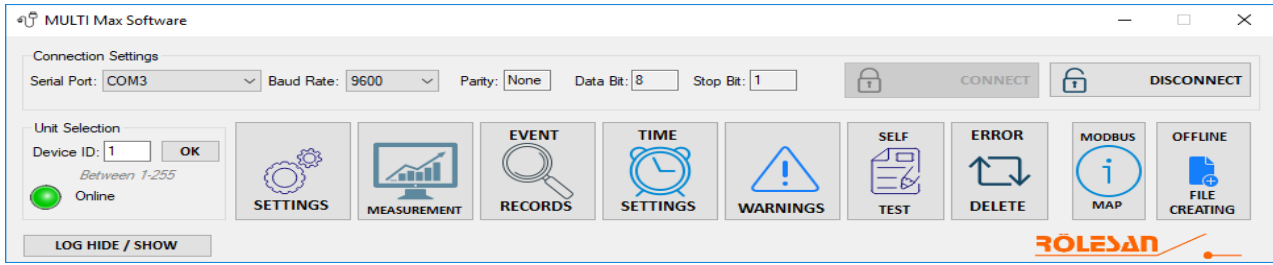 MULTI Max Software
Connection Settings
Serial Port: COM3 Baud Rate: 9600 Parity: None Data Bit: 8 Stop Bit: 1 CONNECT DISCONNECT
Unit Selection
Device ID: 1 OK
Between 1-255
Online
SETTINGS
MEASUREMENT
EVENT
RECORDS
TIME
SETTINGS
WARNINGS
SELF
TEST
ERROR
DELETE
MODBUS
i
MAP
OFFLINE
FILE
CREATING
LOG HIDE / SHOW
RÖLESAN